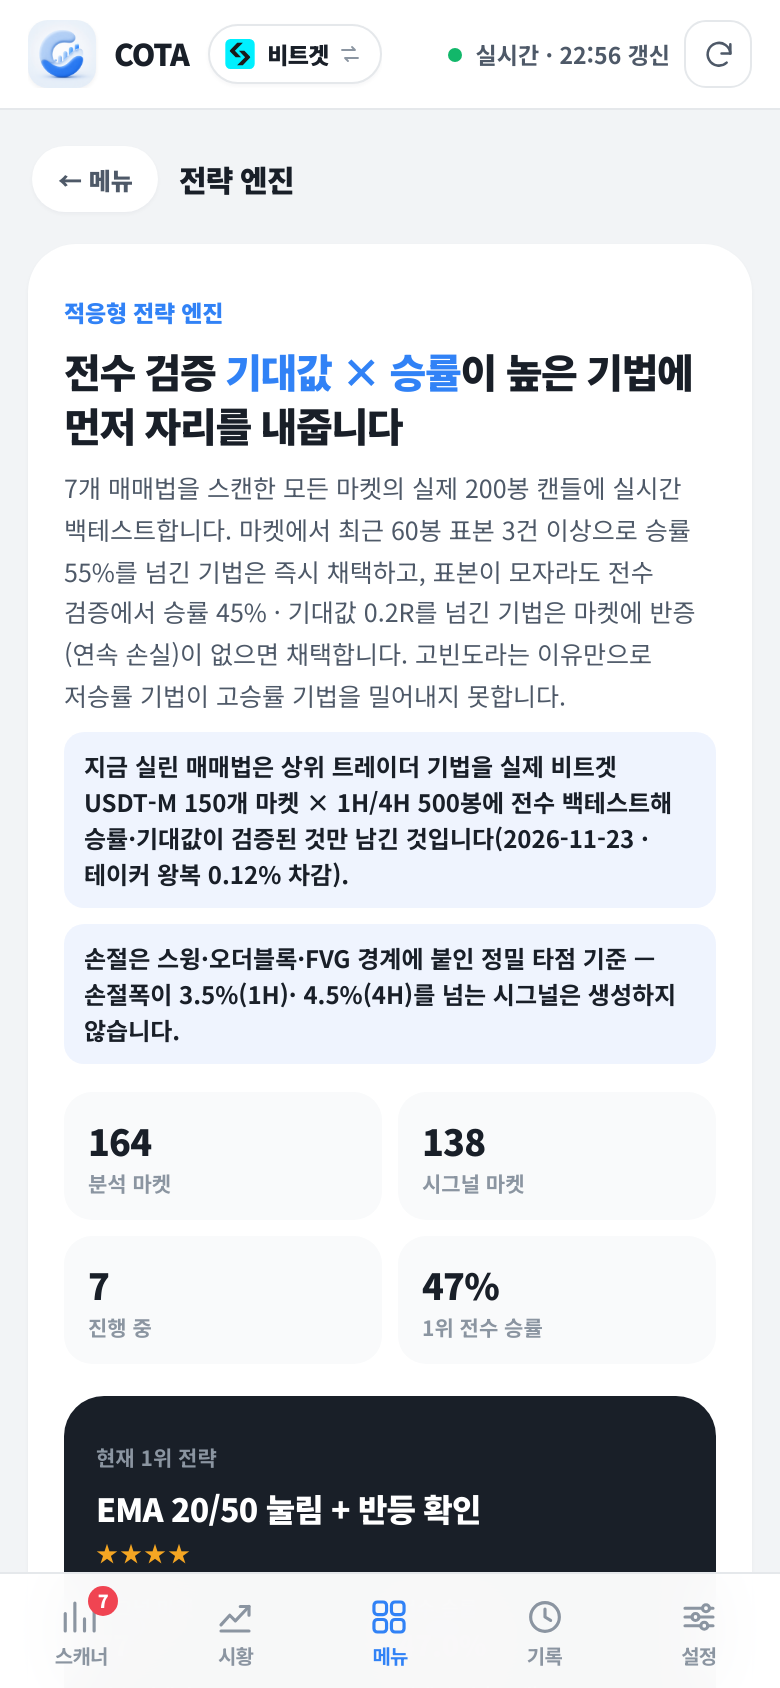 COTA
비트겟
실시간 · 22:56 갱신
← 메뉴
전략 엔진
적응형 전략 엔진
전수 검증 기대값 × 승률이 높은 기법에
먼저 자리를 내줍니다
7개 매매법을 스캔한 모든 마켓의 실제 200봉 캔들에 실시간
백테스트합니다. 마켓에서 최근 60봉 표본 3건 이상으로 승률
55%를 넘긴 기법은 즉시 채택하고, 표본이 모자라도 전수
검증에서 승률 45% · 기대값 0.2R를 넘긴 기법은 마켓에 반증
(연속 손실)이 없으면 채택합니다. 고빈도라는 이유만으로
저승률 기법이 고승률 기법을 밀어내지 못합니다.
지금 실린 매매법은 상위 트레이더 기법을 실제 비트겟
USDT-M 150개 마켓 × 1H/4H 500봉에 전수 백테스트해
승률·기대값이 검증된 것만 남긴 것입니다(2026-11-23 ·
테이커 왕복 0.12% 차감).
손절은 스윙·오더블록·FVG 경계에 붙인 정밀 타점 기준 —
손절폭이 3.5%(1H)· 4.5%(4H)를 넘는 시그널은 생성하지
않습니다.
164
분석 마켓
138
시그널 마켓
7
진행 중
47%
1위 전수 승률
현재 1위 전략
EMA 20/50 눌림 + 반등 확인
★★★★
7
스캐너
시황
메뉴
기록
설정